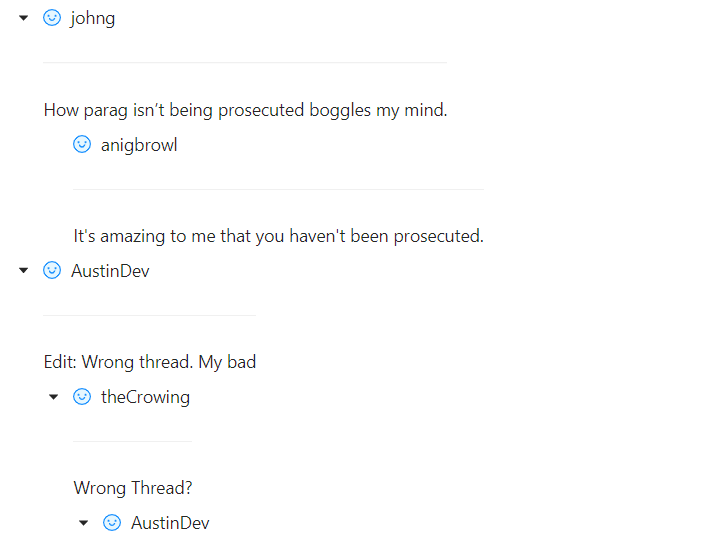 johng
How parag isn’t being prosecuted boggles my mind.
anigbrowl
It's amazing to me that you haven't been prosecuted.
AustinDev
Edit: Wrong thread. My bad
theCrowing
Wrong Thread?
AustinDev